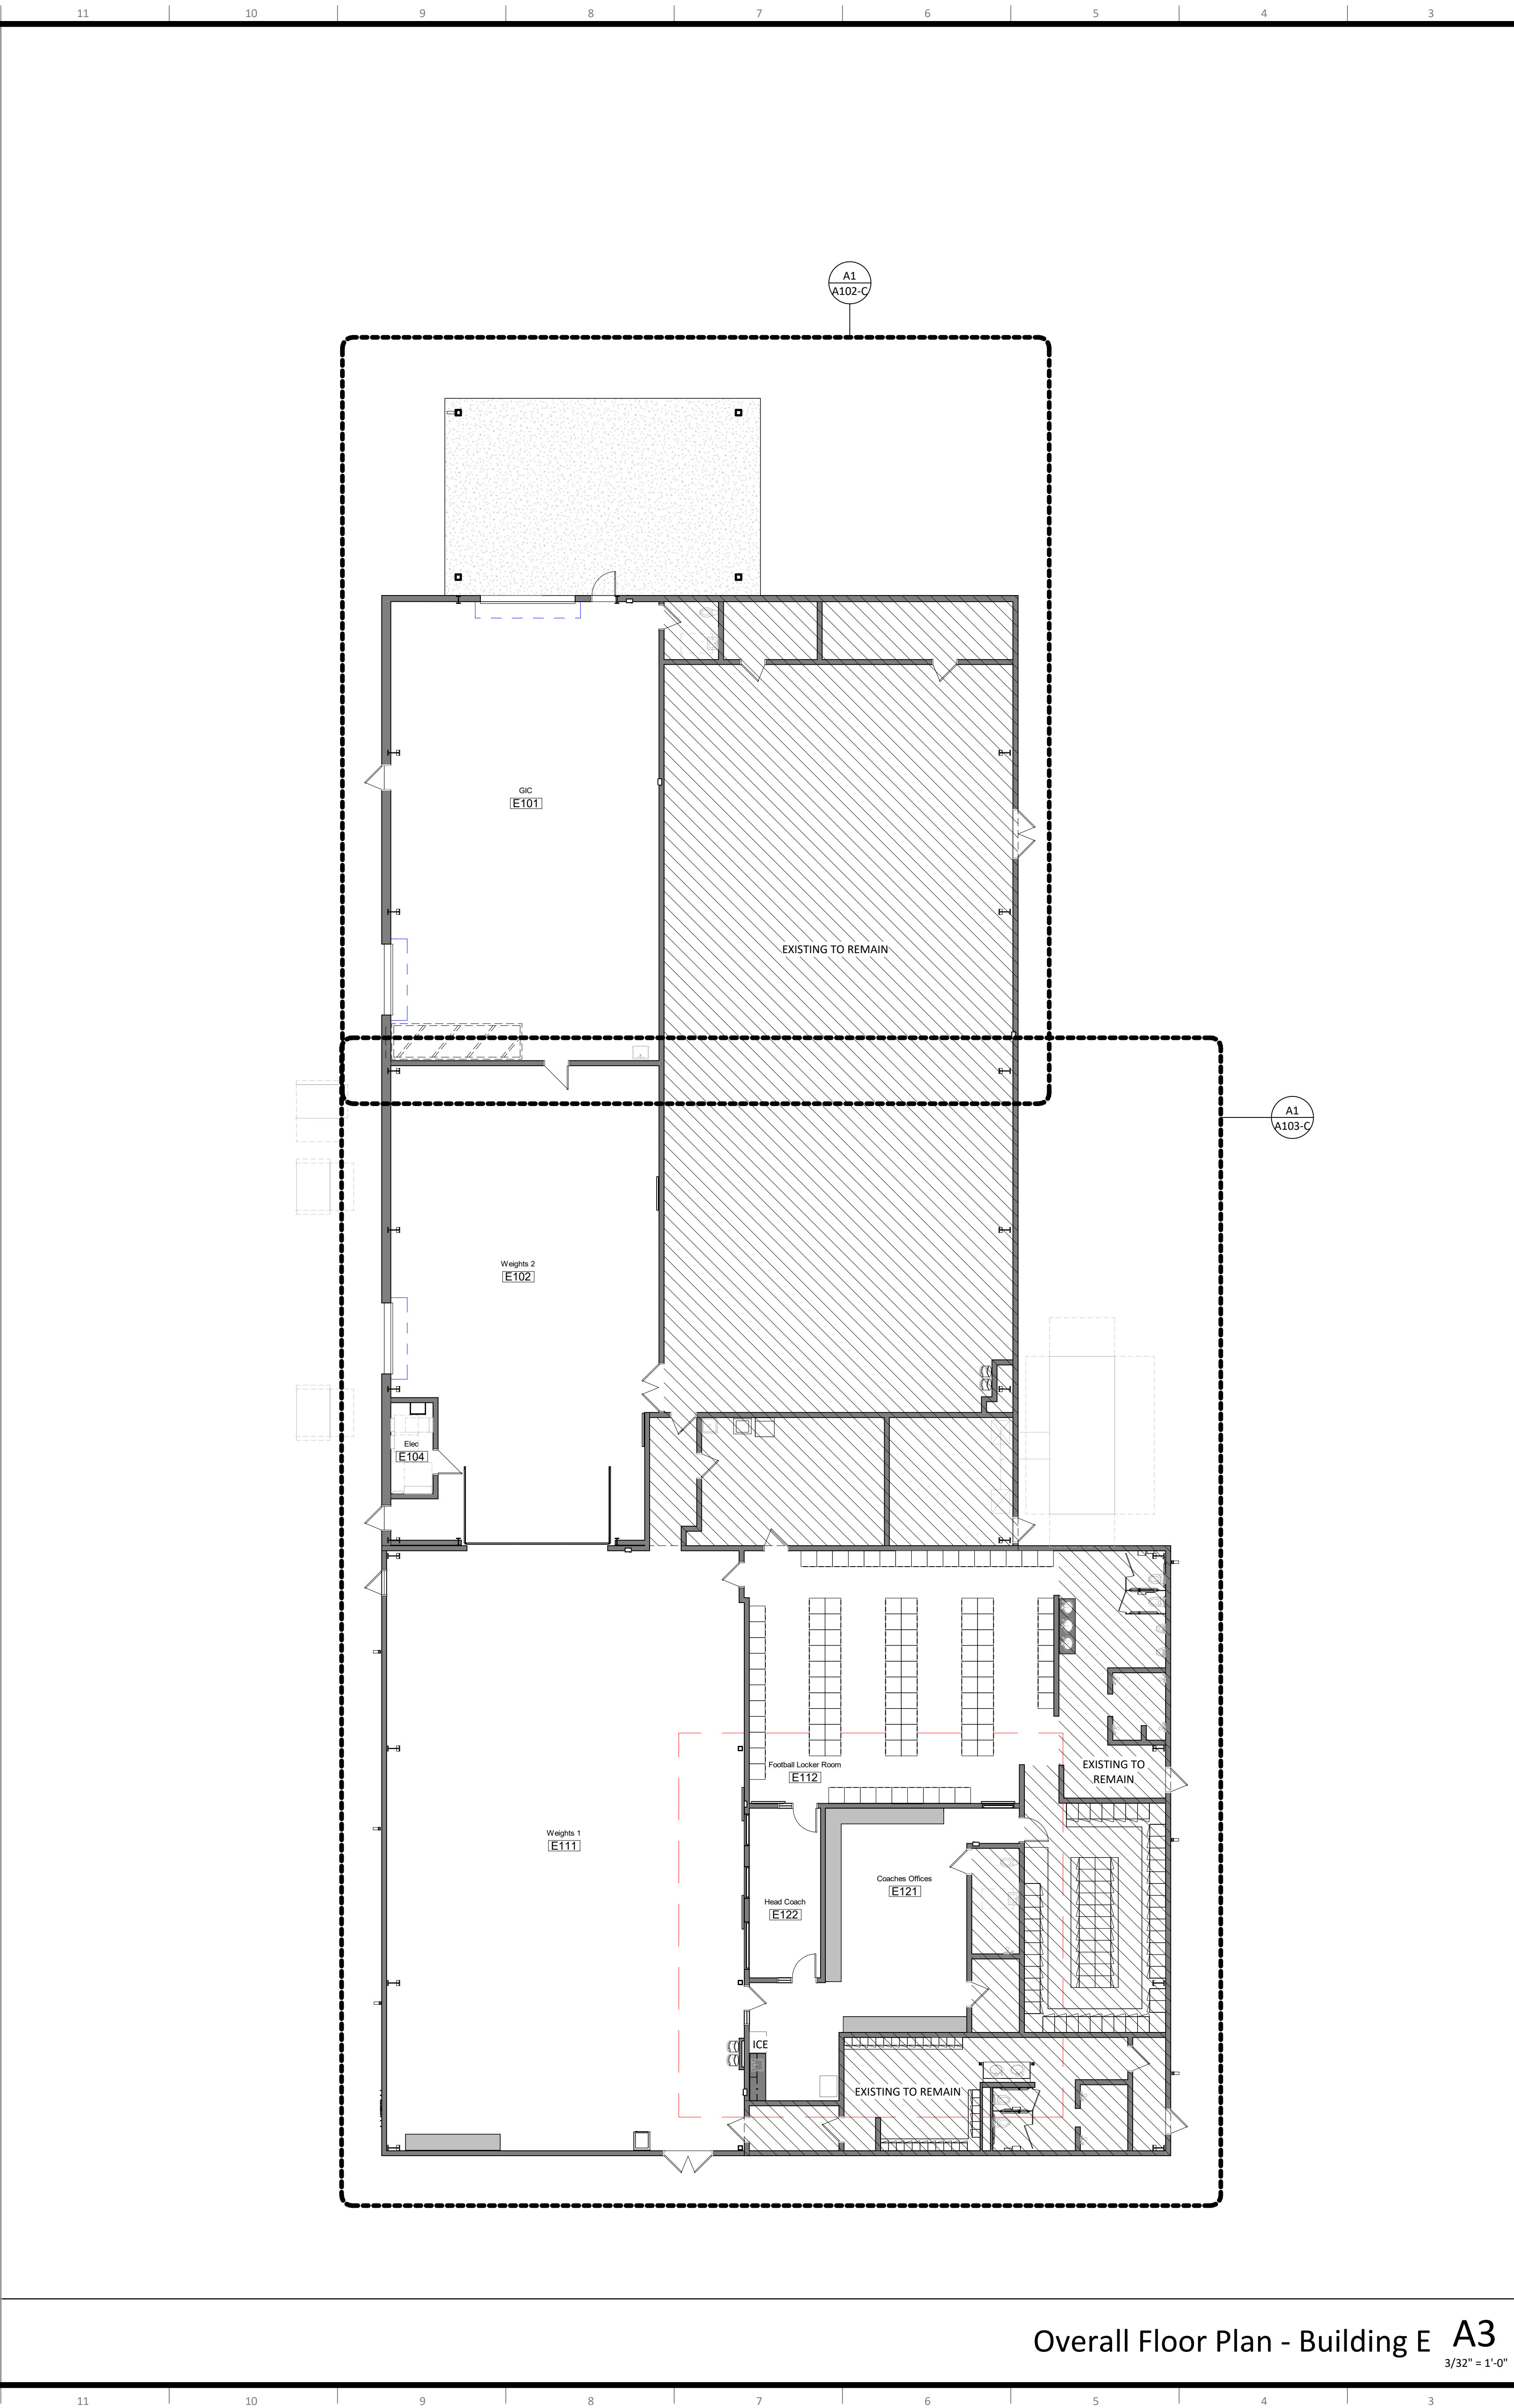 11 10 9 8 7 6 5 4 3
A1
A102-C
GIC
E101
EXISTING TO REMAIN
A1
A103-C
Weights 2
E102
Elec
E104
EXISTING TO
REMAIN
Football Locker Room
E112
Weights 1
E111
Coaches Offices
E121
Head Coach
E122
ICE
EXISTING TO REMAIN
Overall Floor Plan - Building E A3
3/32" = 1'-0"
11 10 9 8 7 6 5 4 3